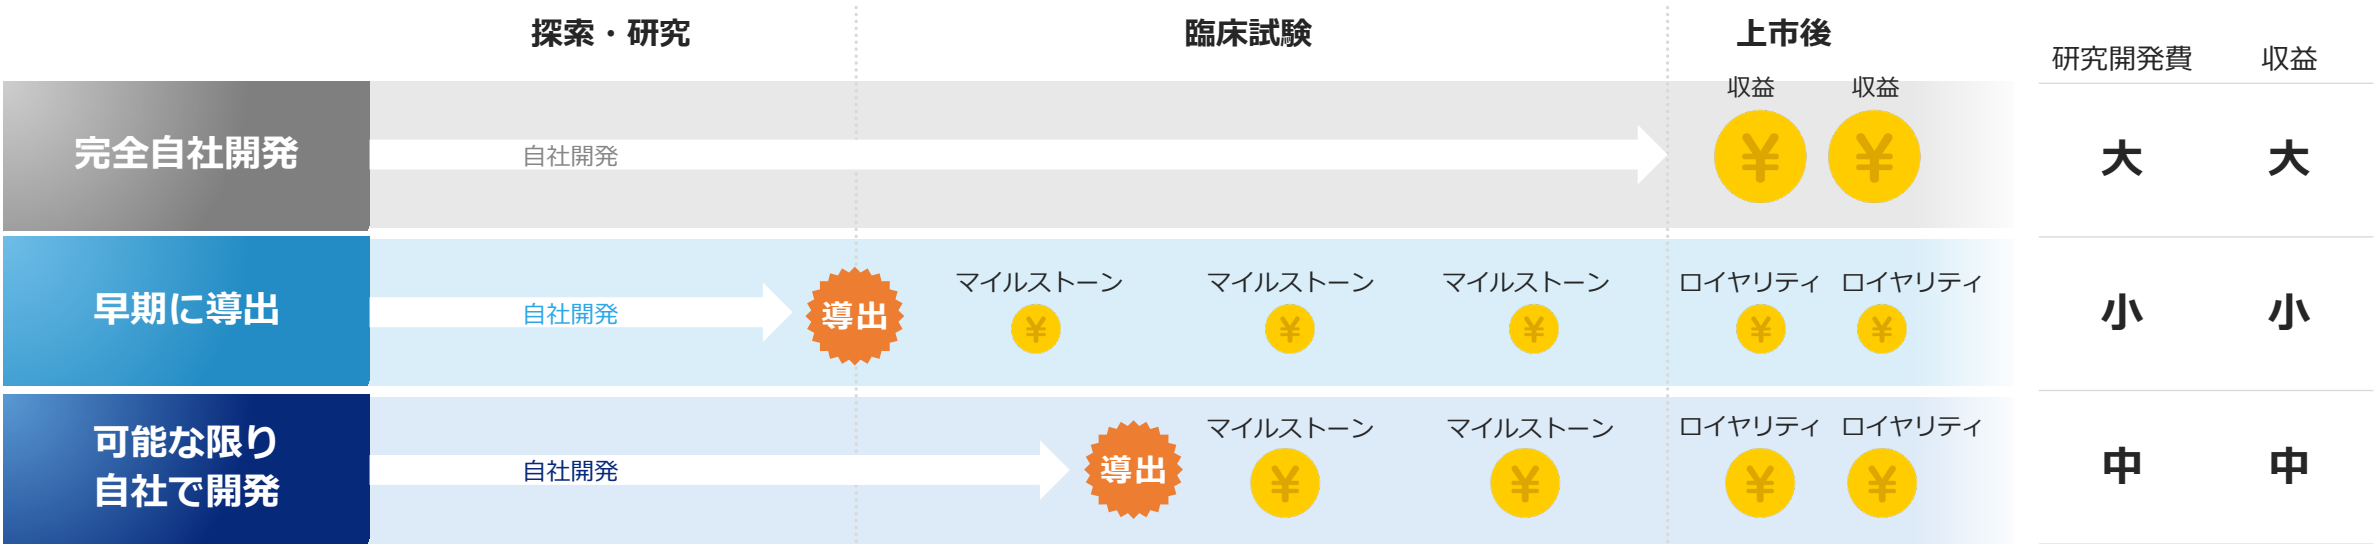 探索・研究
臨床試験
上市後
研究開発費
収益
完全自社開発
自社開発
収益
収益
¥
¥
大
大
早期に導出
自社開発
導出
マイルストーン
マイルストーン
マイルストーン
ロイヤリティ
ロイヤリティ
¥
¥
¥
¥
¥
小
小
可能な限り
自社で開発
自社開発
導出
マイルストーン
マイルストーン
ロイヤリティ
ロイヤリティ
¥
¥
¥
¥
中
中